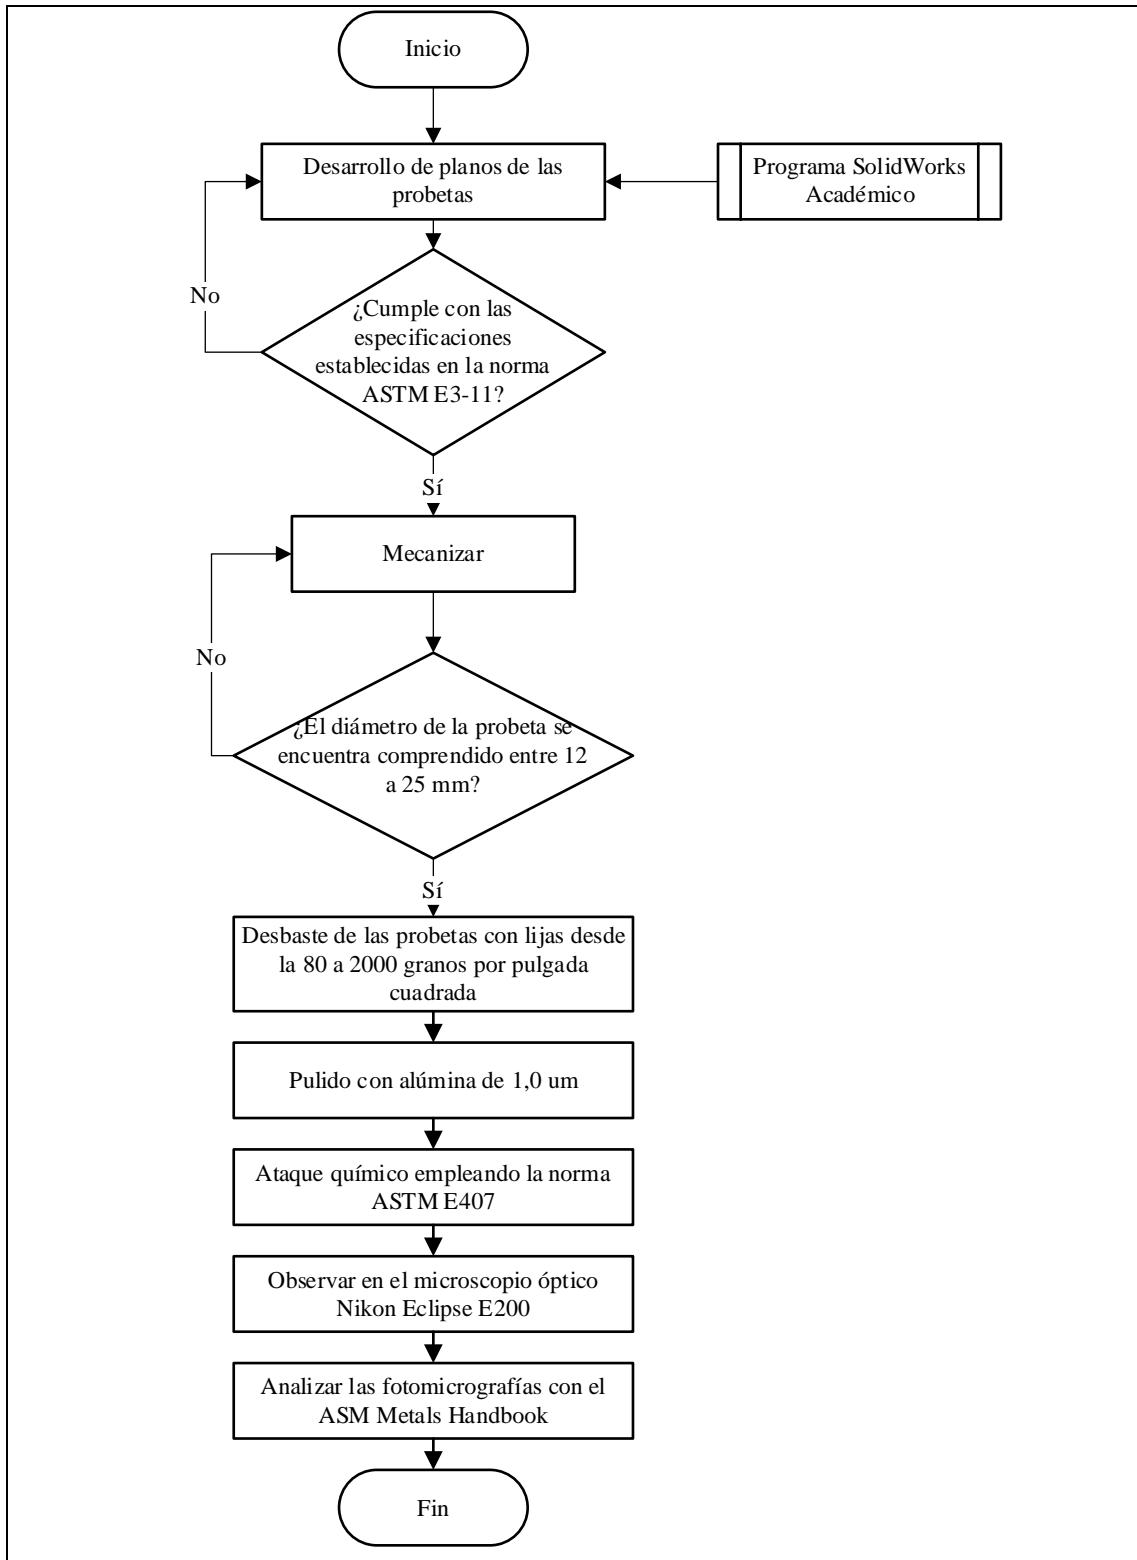 Inicio
Desarrollo de planos de las
probetas
Programa SolidWorks
Académico
No
¿Cumple con las
especificaciones
establecidas en la norma
ASTM E3-11?
Sí
Mecanizar
No
¿El diámetro de la probeta se
encuentra comprendido entre 12
a 25 mm?
Sí
Desbaste de las probetas con lijas desde
la 80 a 2000 granos por pulgada
cuadrada
Pulido con alúmina de 1,0 um
Ataque químico empleando la norma
ASTM E407
Observar en el microscopio óptico
Nikon Eclipse E200
Analizar las fotomicrografías con el
ASM Metals Handbook
Fin